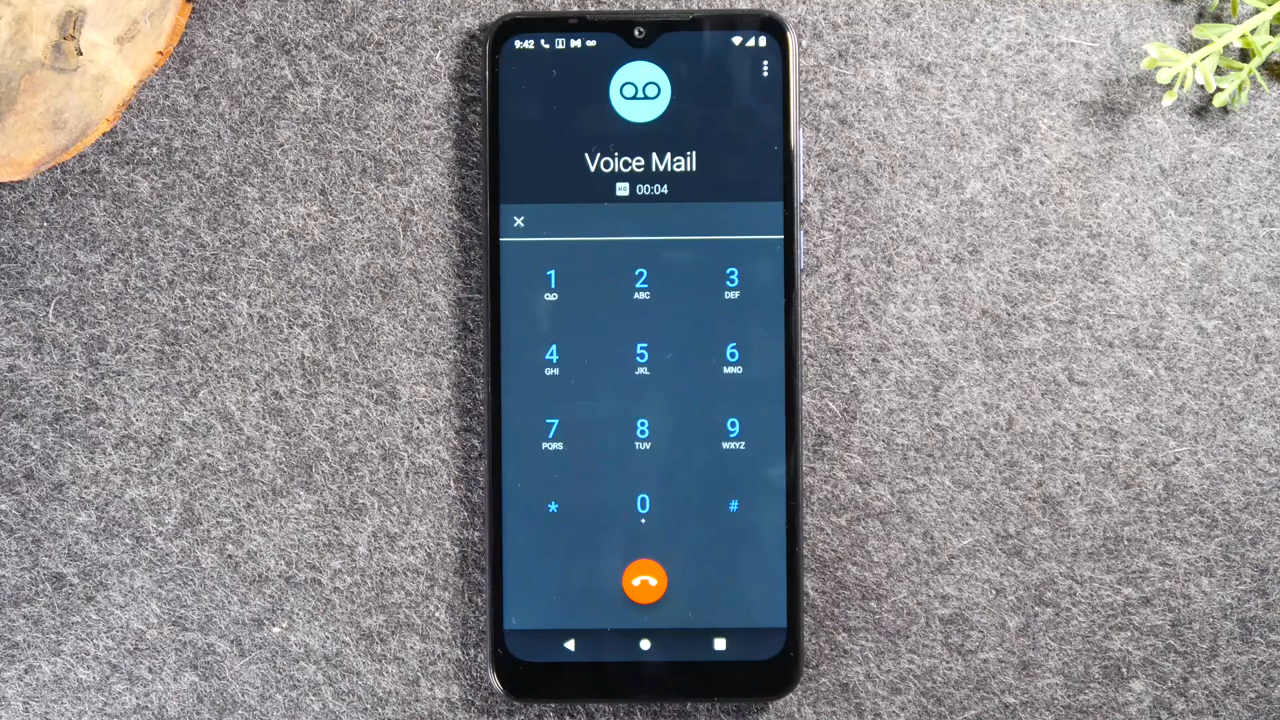 9:42
Voice Mail
HD 00:04
1 2 3
ABC DEF
4 5 6
GHI JKL MNO
7 8 9
PQRS TUV WXYZ
* 0 #
+